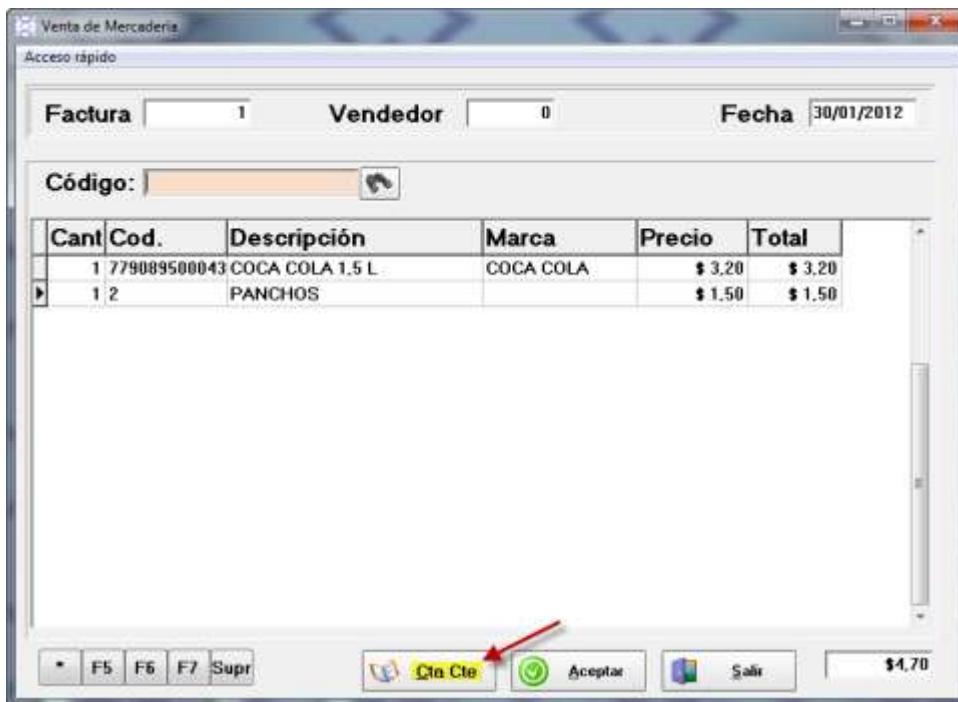 Venta de Mercaderia
Acceso rápido
Factura 1 Vendedor 0 Fecha 30/01/2012
Código:
Cant Cod. Descripción Marca Precio Total
1 779089500043 COCA COLA 1,5 L COCA COLA $ 3,20 $ 3,20
1 2 PANCHOS $ 1,50 $ 1,50
* F5 F6 F7 Supr Cta Cte Aceptar Salir $4,70